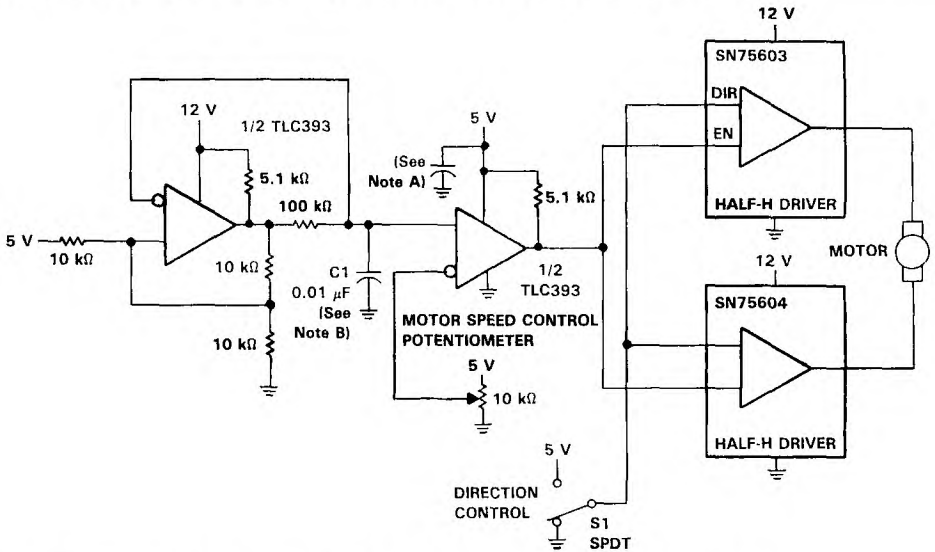 12 V
SN75603
DIR
EN
HALF-H DRIVER
12 V
1/2 TLC393
5.1 kΩ
100 kΩ
5 V
10 kΩ
10 kΩ
10 kΩ
C1
0.01 μF
(See
Note B)
5 V
(See
Note A)
5.1 kΩ
1/2
TLC393
MOTOR SPEED CONTROL
POTENTIOMETER
5 V
10 kΩ
MOTOR
12 V
SN75604
HALF-H DRIVER
5 V
DIRECTION
CONTROL
S1
SPDT